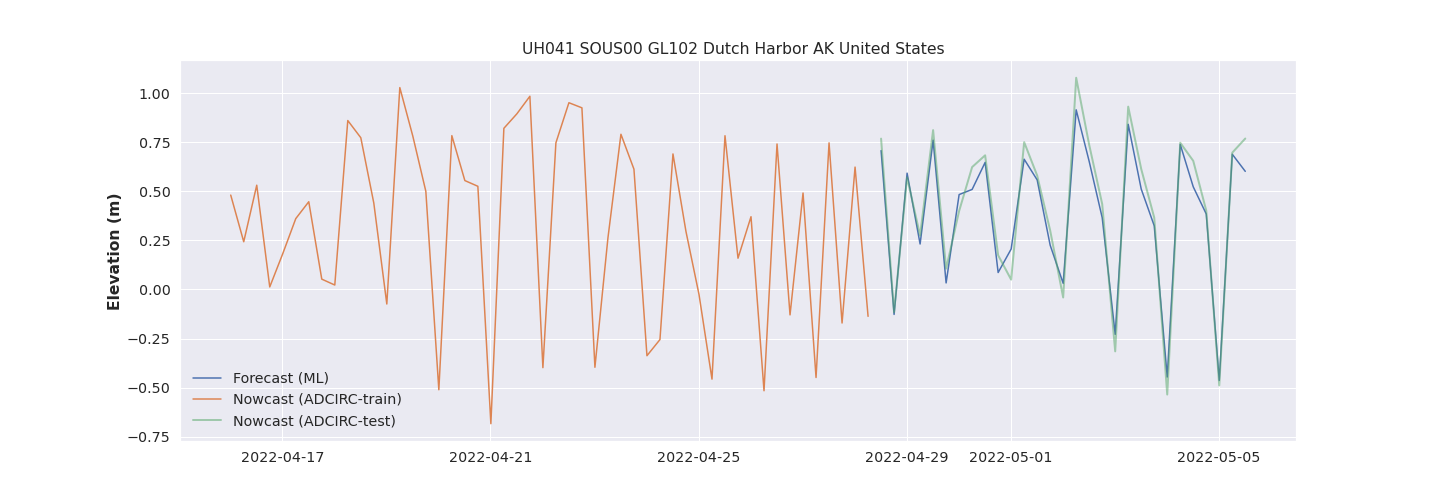 UH041 SOUS00 GL102 Dutch Harbor AK United States
Elevation (m)
1.00
0.75
0.50
0.25
0.00
−0.25
−0.50
−0.75
Forecast (ML)
Nowcast (ADCIRC-train)
Nowcast (ADCIRC-test)
2022-04-17 2022-04-21 2022-04-25 2022-04-29 2022-05-01 2022-05-05